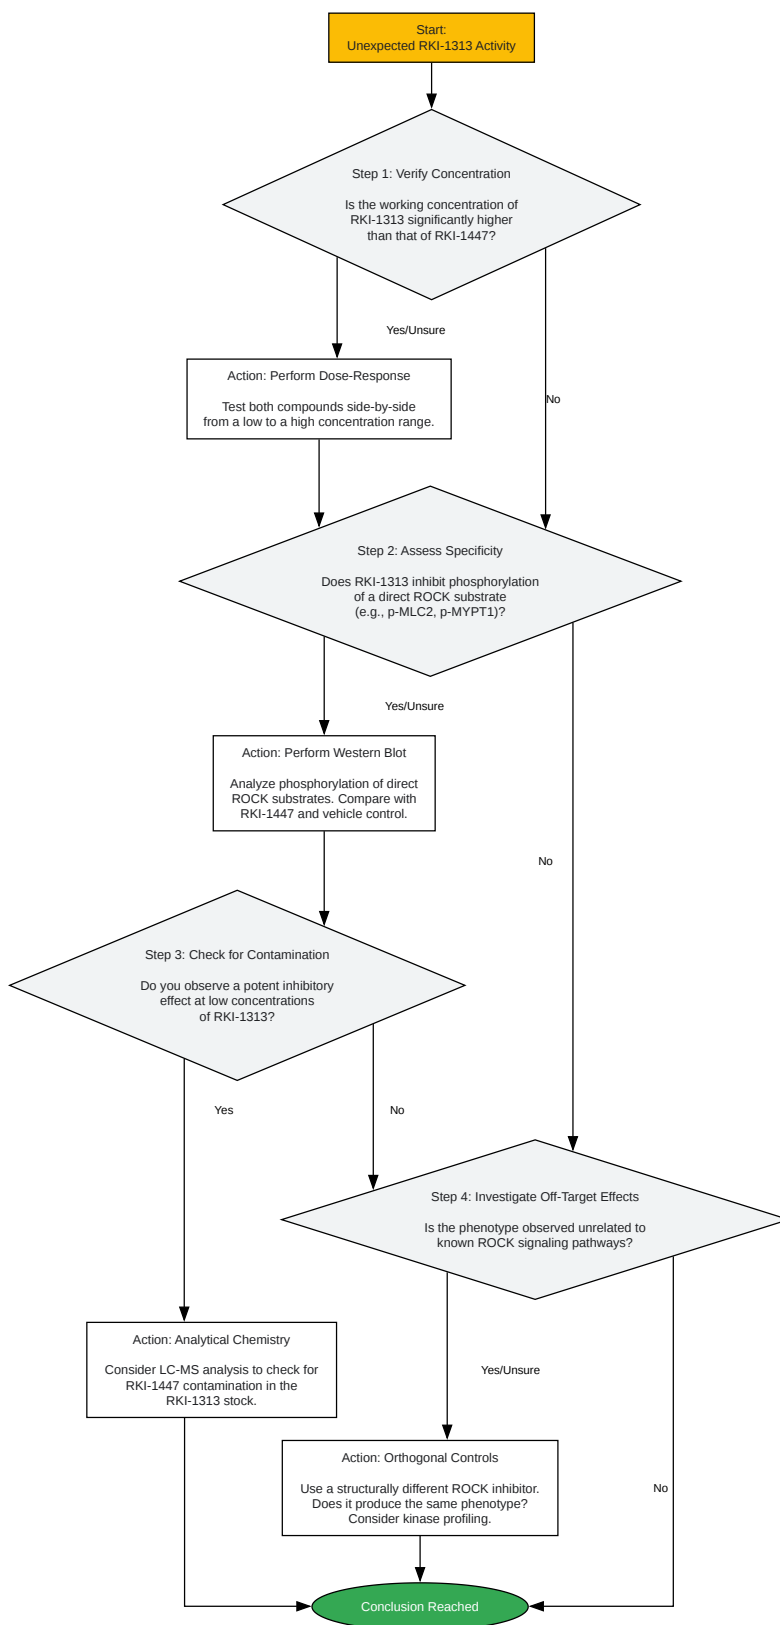 Start:
Unexpected RKI-1313 Activity
Step 1: Verify Concentration
Is the working concentration of
RKI-1313 significantly higher
than that of RKI-1447?
Yes/Unsure
Action: Perform Dose-Response
Test both compounds side-by-side
from a low to a high concentration range.
No
Step 2: Assess Specificity
Does RKI-1313 inhibit phosphorylation
of a direct ROCK substrate
(e.g., p-MLC2, p-MYPT1)?
Yes/Unsure
Action: Perform Western Blot
Analyze phosphorylation of direct
ROCK substrates. Compare with
RKI-1447 and vehicle control.
No
Step 3: Check for Contamination
Do you observe a potent inhibitory
effect at low concentrations
of RKI-1313?
Yes
No
Step 4: Investigate Off-Target Effects
Is the phenotype observed unrelated to
known ROCK signaling pathways?
Action: Analytical Chemistry
Consider LC-MS analysis to check for
RKI-1447 contamination in the
RKI-1313 stock.
Yes/Unsure
Action: Orthogonal Controls
Use a structurally different ROCK inhibitor.
Does it produce the same phenotype?
Consider kinase profiling.
No
Conclusion Reached